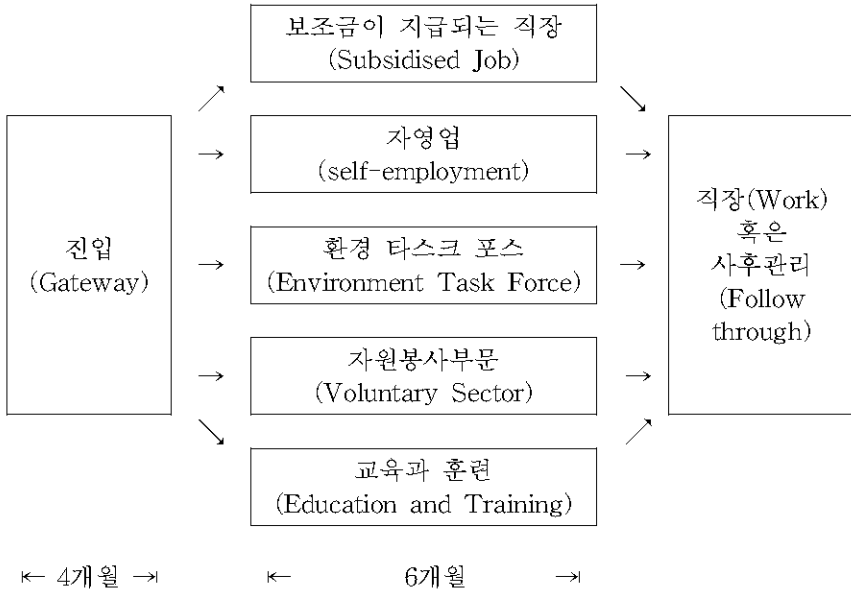 보조금이 지급되는 직장
(Subsidised Job)
자영업
(self-employment)
진입
(Gateway)
환경 타스크 포스
(Environment Task Force)
직장(Work)
혹은
사후관리
(Follow
through)
자원봉사부문
(Voluntary Sector)
교육과 훈련
(Education and Training)
4개월
6개월